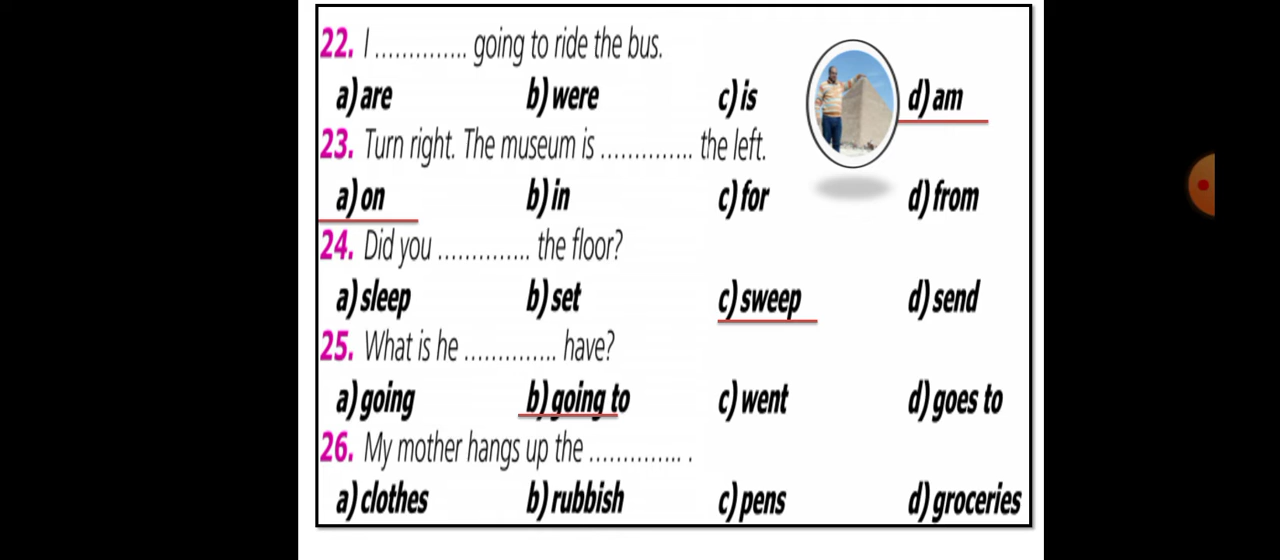 22. I .............. going to ride the bus.
a) are b) were c) is d) am
23. Turn right. The museum is .............. the left.
a) on b) in c) for d) from
24. Did you .............. the floor?
a) sleep b) set c) sweep d) send
25. What is he .............. have?
a) going b) going to c) went d) goes to
26. My mother hangs up the .............. .
a) clothes b) rubbish c) pens d) groceries